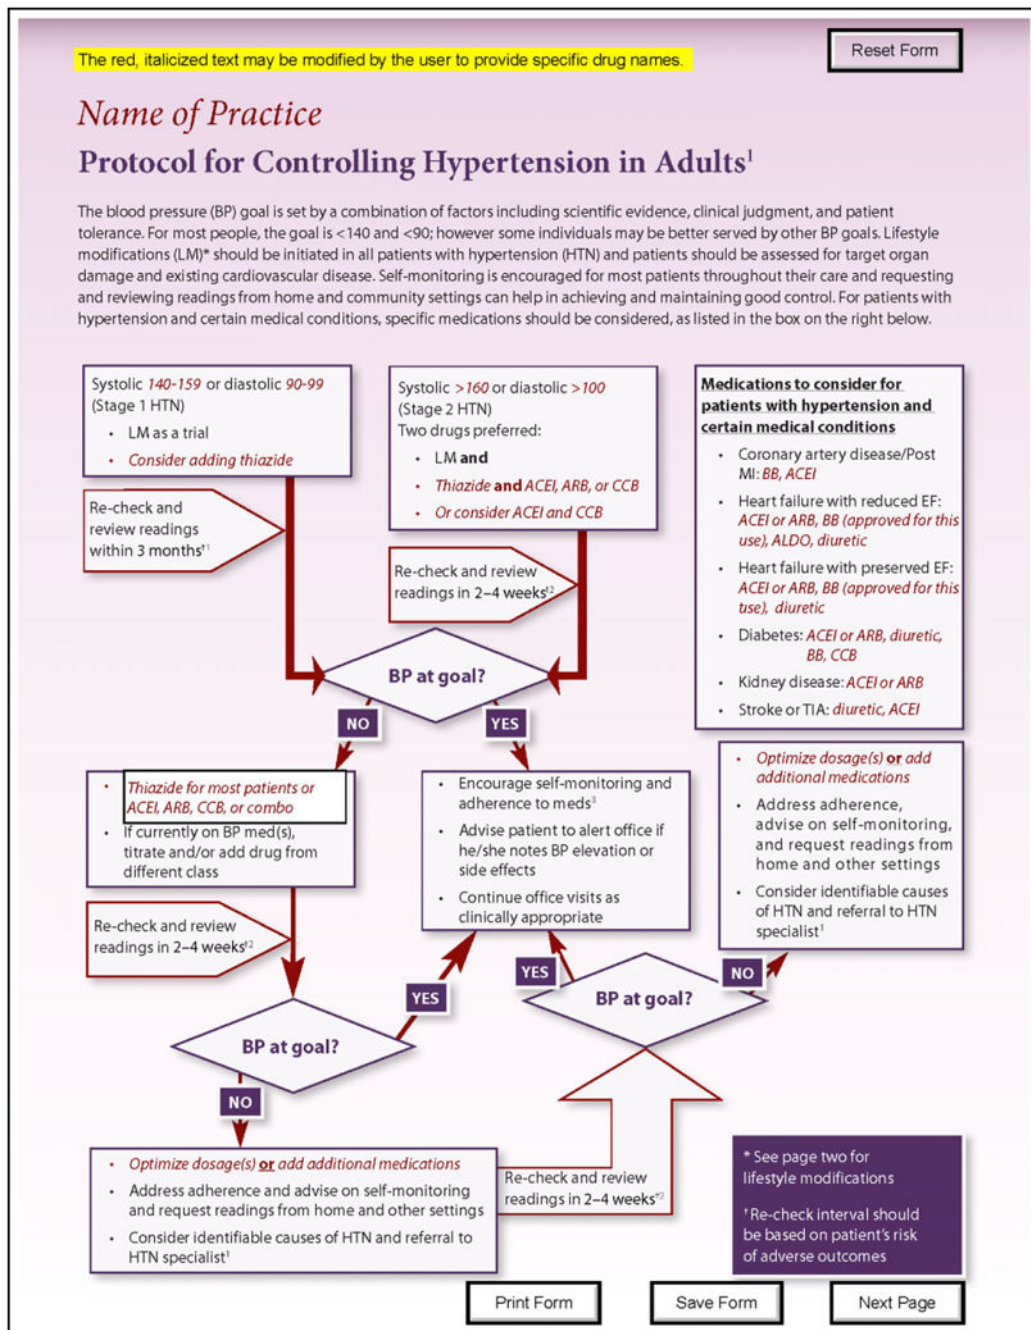 The red, italicized text may be modified by the user to provide specific drug names.
Reset Form
Name of Practice
Protocol for Controlling Hypertension in Adults¹
The blood pressure (BP) goal is set by a combination of factors including scientific evidence, clinical judgment, and patient
tolerance. For most people, the goal is <140 and <90; however some individuals may be better served by other BP goals. Lifestyle
modifications (LM)* should be initiated in all patients with hypertension (HTN) and patients should be assessed for target organ
damage and existing cardiovascular disease. Self-monitoring is encouraged for most patients throughout their care and requesting
and reviewing readings from home and community settings can help in achieving and maintaining good control. For patients with
hypertension and certain medical conditions, specific medications should be considered, as listed in the box on the right below.
Systolic 140-159 or diastolic 90-99
(Stage 1 HTN)
• LM as a trial
• Consider adding thiazide
Re-check and
review readings
within 3 months†¹
Systolic >160 or diastolic >100
(Stage 2 HTN)
Two drugs preferred:
• LM and
• Thiazide and ACEI, ARB, or CCB
• Or consider ACEI and CCB
Re-check and review
readings in 2–4 weeks†²
Medications to consider for
patients with hypertension and
certain medical conditions
• Coronary artery disease/Post
MI: BB, ACEI
• Heart failure with reduced EF:
ACEI or ARB, BB (approved for this
use), ALDO, diuretic
• Heart failure with preserved EF:
ACEI or ARB, BB (approved for this
use), diuretic
• Diabetes: ACEI or ARB, diuretic,
BB, CCB
• Kidney disease: ACEI or ARB
• Stroke or TIA: diuretic, ACEI
BP at goal?
NO
YES
• Thiazide for most patients or
ACEI, ARB, CCB, or combo
• If currently on BP med(s),
titrate and/or add drug from
different class
Re-check and review
readings in 2–4 weeks†²
• Encourage self-monitoring and
adherence to meds³
• Advise patient to alert office if
he/she notes BP elevation or
side effects
• Continue office visits as
clinically appropriate
• Optimize dosage(s) or add
additional medications
• Address adherence,
advise on self-monitoring,
and request readings from
home and other settings
• Consider identifiable causes
of HTN and referral to HTN
specialist¹
BP at goal?
YES
NO
YES
BP at goal?
NO
• Optimize dosage(s) or add additional medications
• Address adherence and advise on self-monitoring
and request readings from home and other settings
• Consider identifiable causes of HTN and referral to
HTN specialist¹
Re-check and review
readings in 2–4 weeks†²
* See page two for
lifestyle modifications
†Re-check interval should
be based on patient's risk
of adverse outcomes
Print Form
Save Form
Next Page